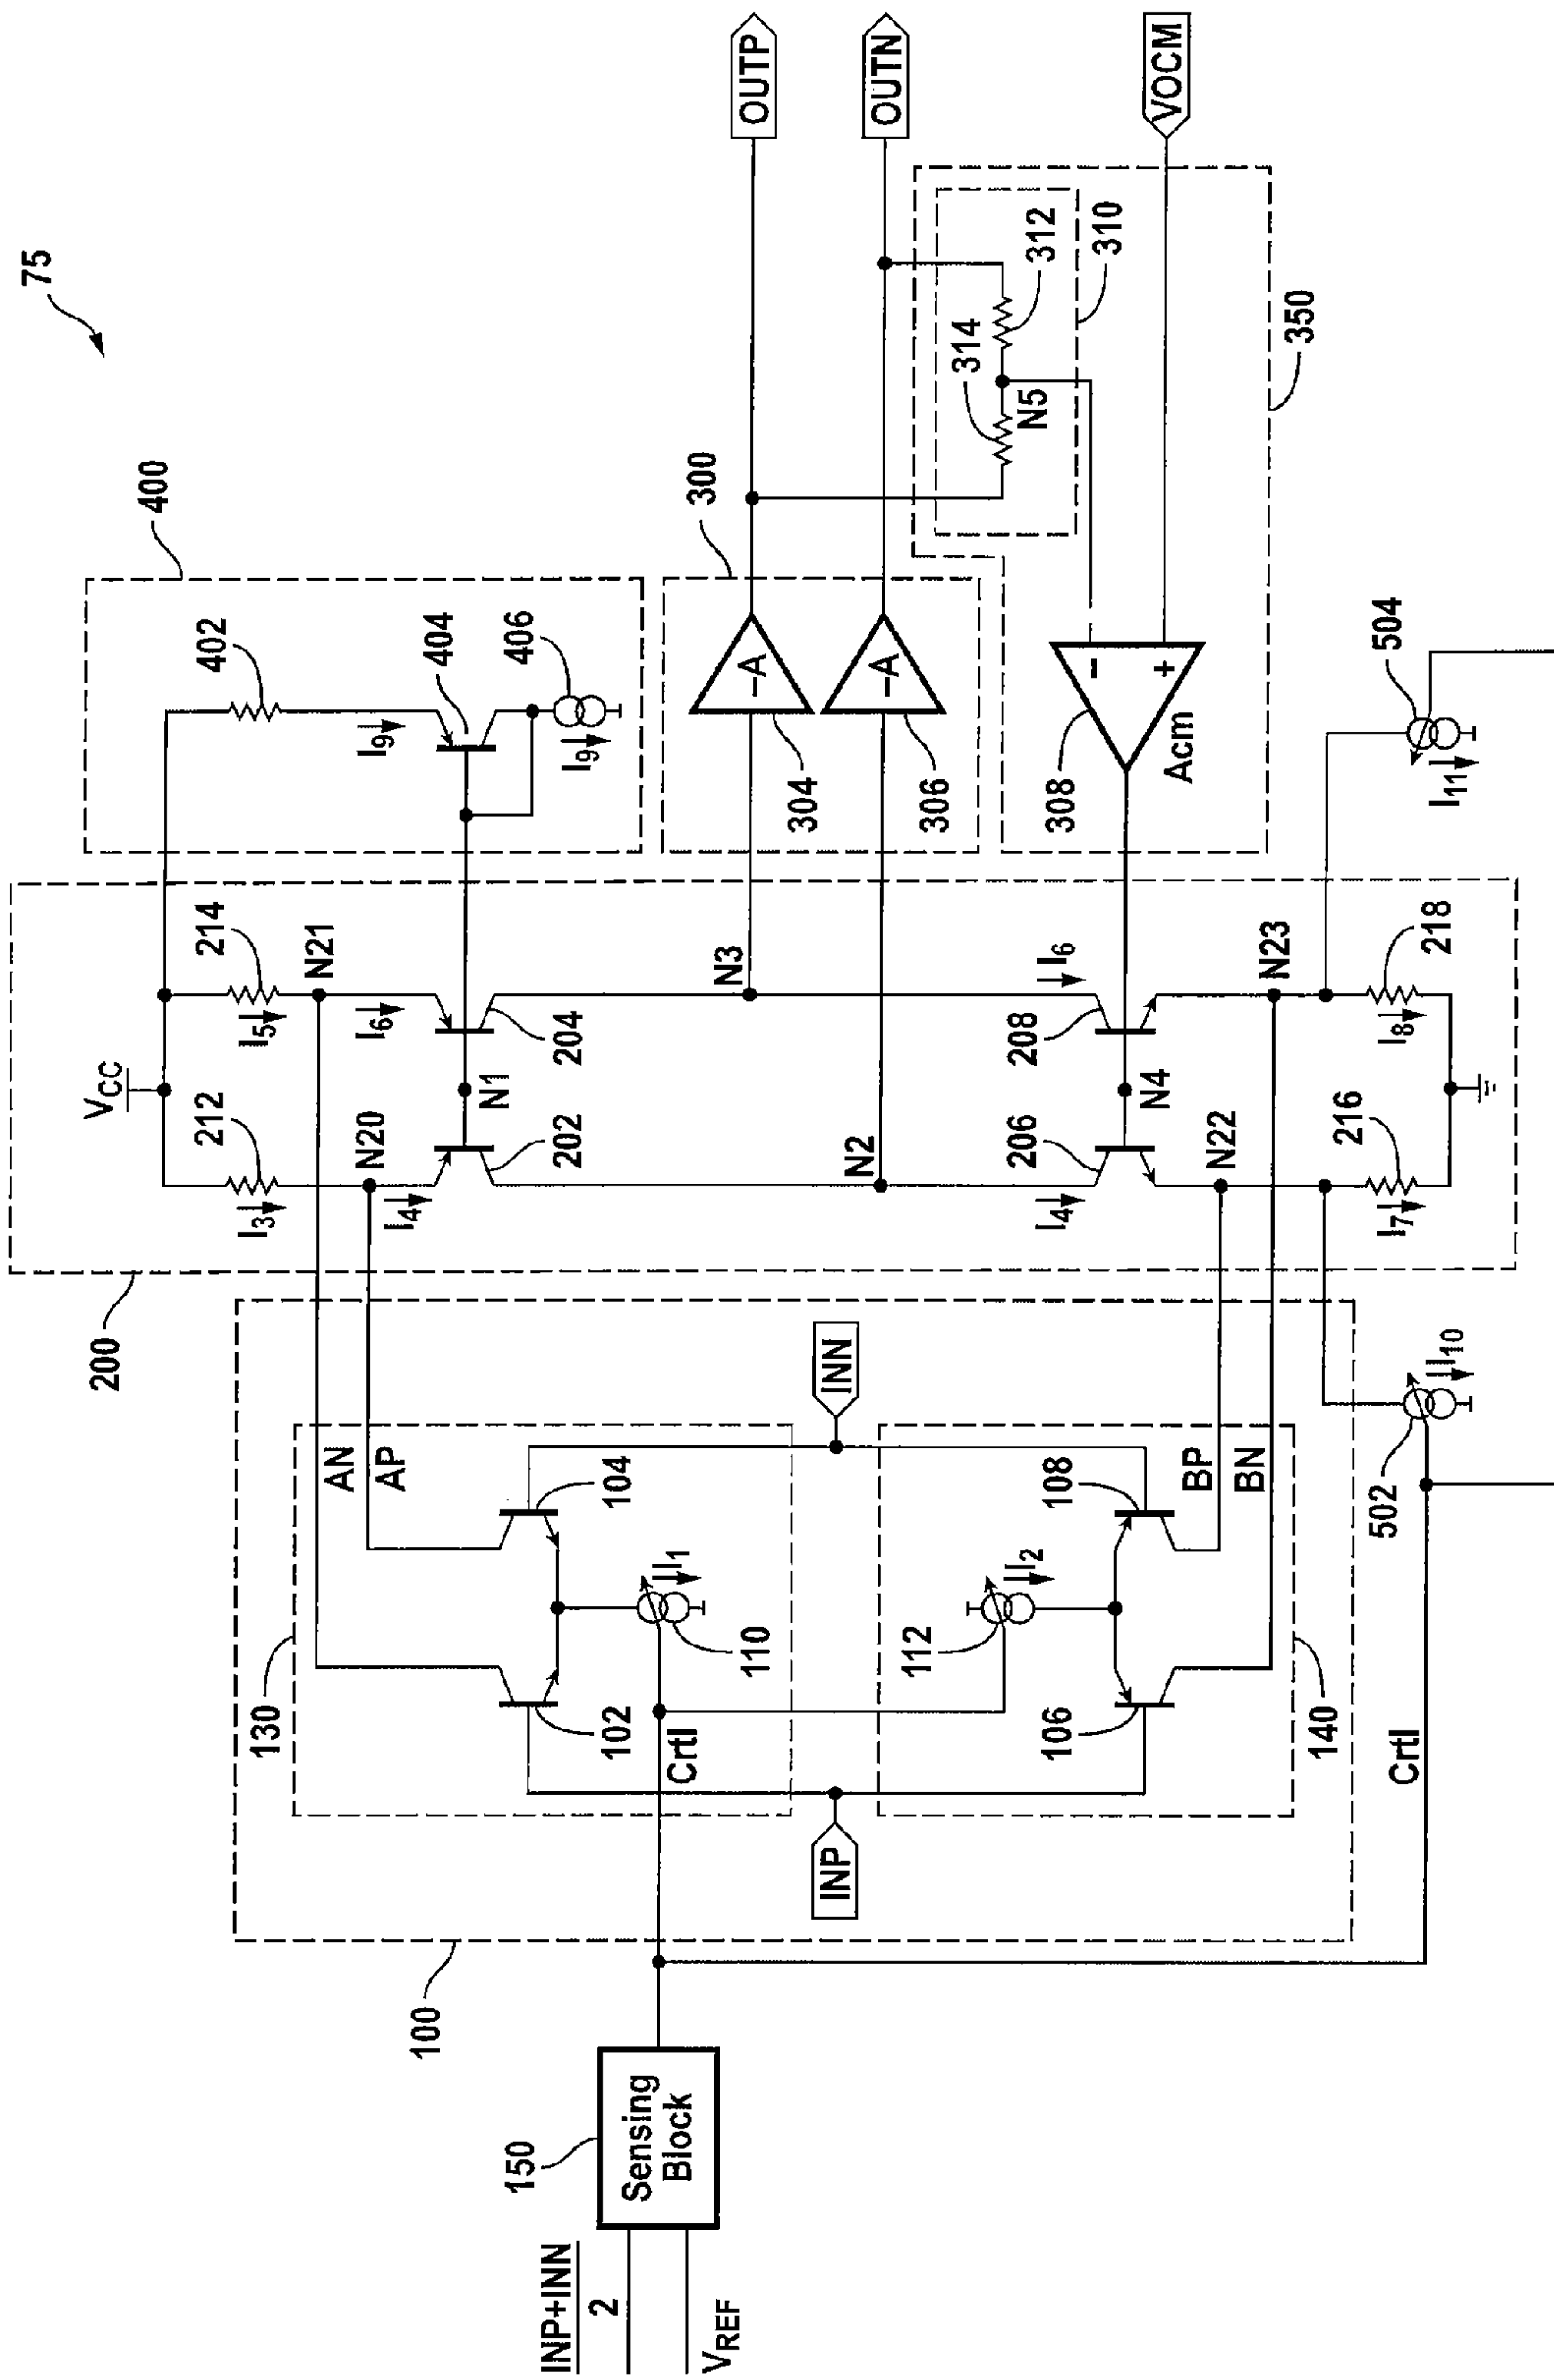 75
200
V_CC
212
214
I3
I5
N20
N21
I4
I6
202
204
N1
N2
N3
I4
I6
206
208
N4
N22
N23
216
218
I7
I8
400
402
I9
404
406
I9
300
-A
304
-A
306
OUTP
OUTN
VOCM
310
312
314
N5
350
308
-
+
Acm
504
I11
100
130
AN
AP
102
104
I1
110
Crtl
INP
INN
112
I2
106
108
BP
BN
140
502
I10
Crtl
150
Sensing
Block
INP+INN
2
V_REF